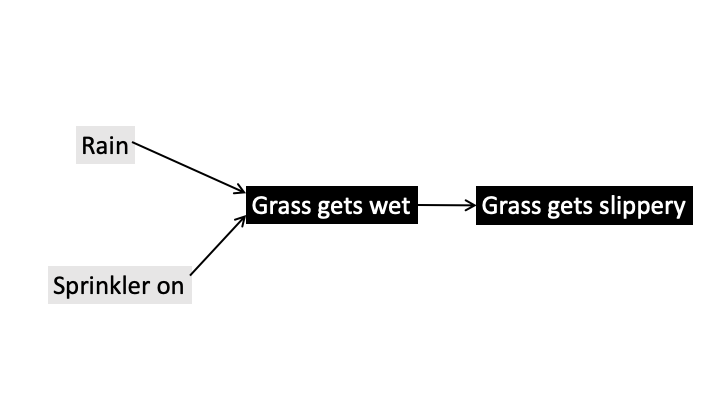 Rain
Grass gets wet
Grass gets slippery
Sprinkler on